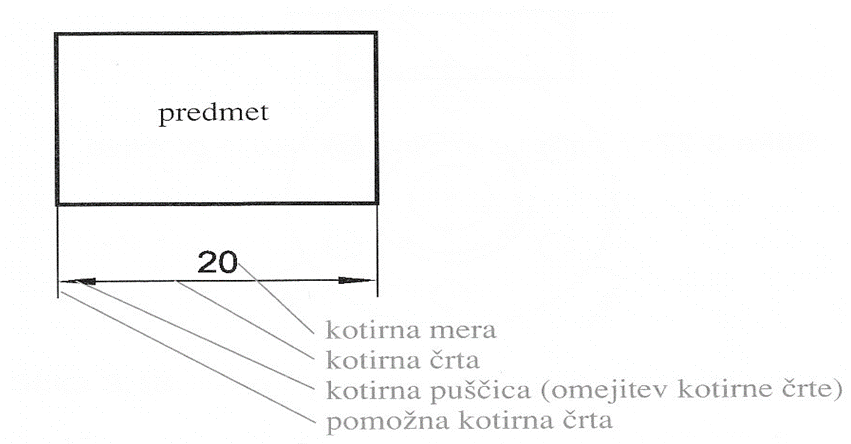 predmet
20
kotirna mera
kotirna črta
kotirna puščica (omejitev kotirne črte)
pomožna kotirna črta